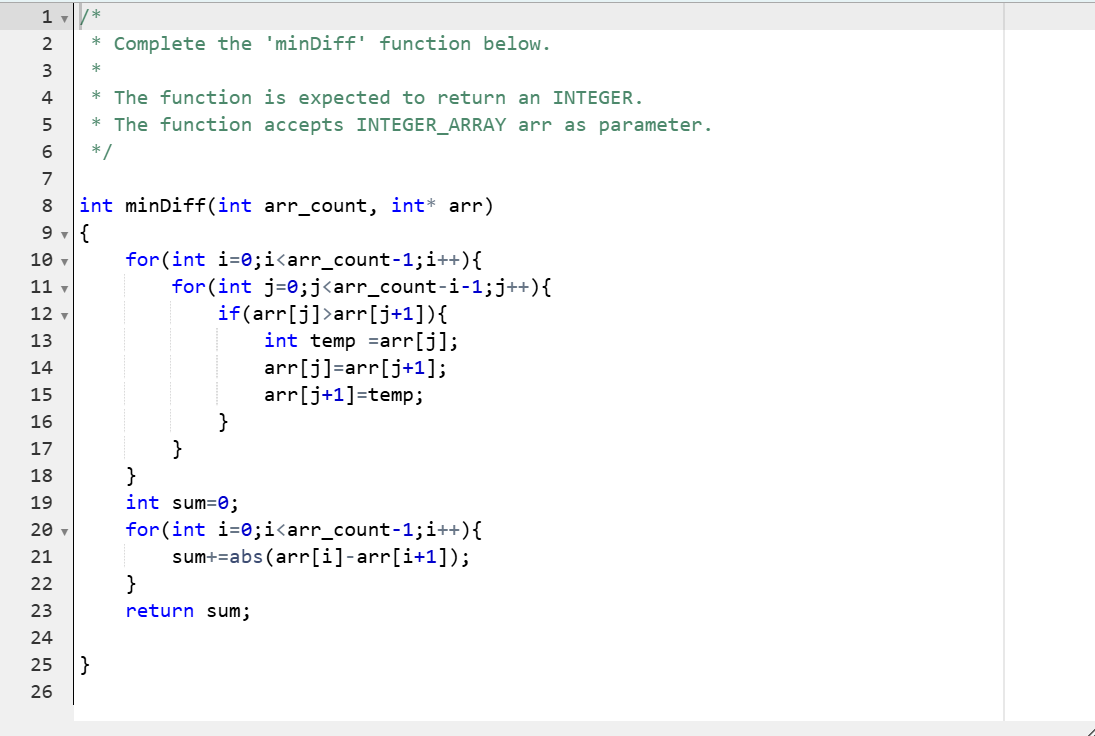 1 /*
2  * Complete the 'minDiff' function below.
3  *
4  * The function is expected to return an INTEGER.
5  * The function accepts INTEGER_ARRAY arr as parameter.
6  */
7
8 int minDiff(int arr_count, int* arr)
9 {
10     for(int i=0;i<arr_count-1;i++){
11         for(int j=0;j<arr_count-i-1;j++){
12             if(arr[j]>arr[j+1]){
13                 int temp =arr[j];
14                 arr[j]=arr[j+1];
15                 arr[j+1]=temp;
16             }
17         }
18     }
19     int sum=0;
20     for(int i=0;i<arr_count-1;i++){
21         sum+=abs(arr[i]-arr[i+1]);
22     }
23     return sum;
24
25 }
26